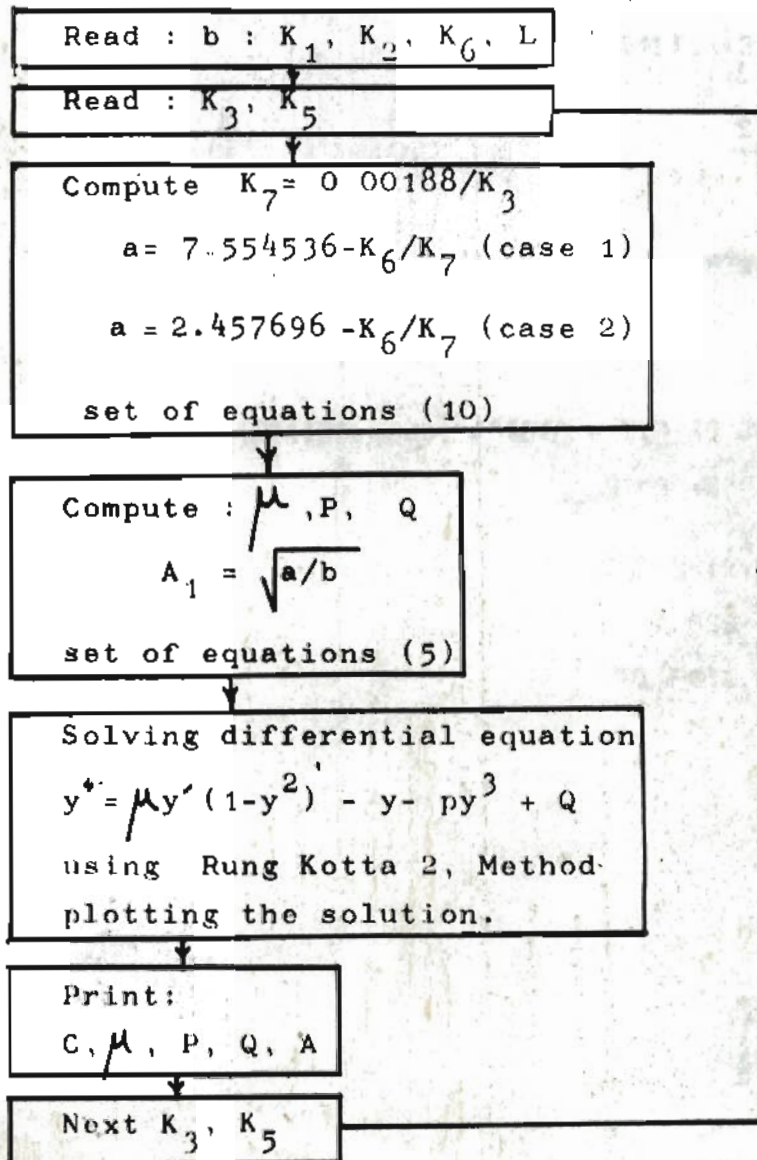 Read : b : K₁, K₂, K₆, L
Read : K₃, K₅
Compute K₇= 0 00188/K₃
a= 7.554536-K₆/K₇ (case 1)
a = 2.457696 -K₆/K₇ (case 2)
set of equations (10)
Compute : μ ,P, Q
A₁ = √a/b
set of equations (5)
Solving differential equation
y″= μy′ (1-y²) - y- py³ + Q
using Rung Kotta 2, Method
plotting the solution.
Print:
C, μ, P, Q, A
Next K₃, K₅